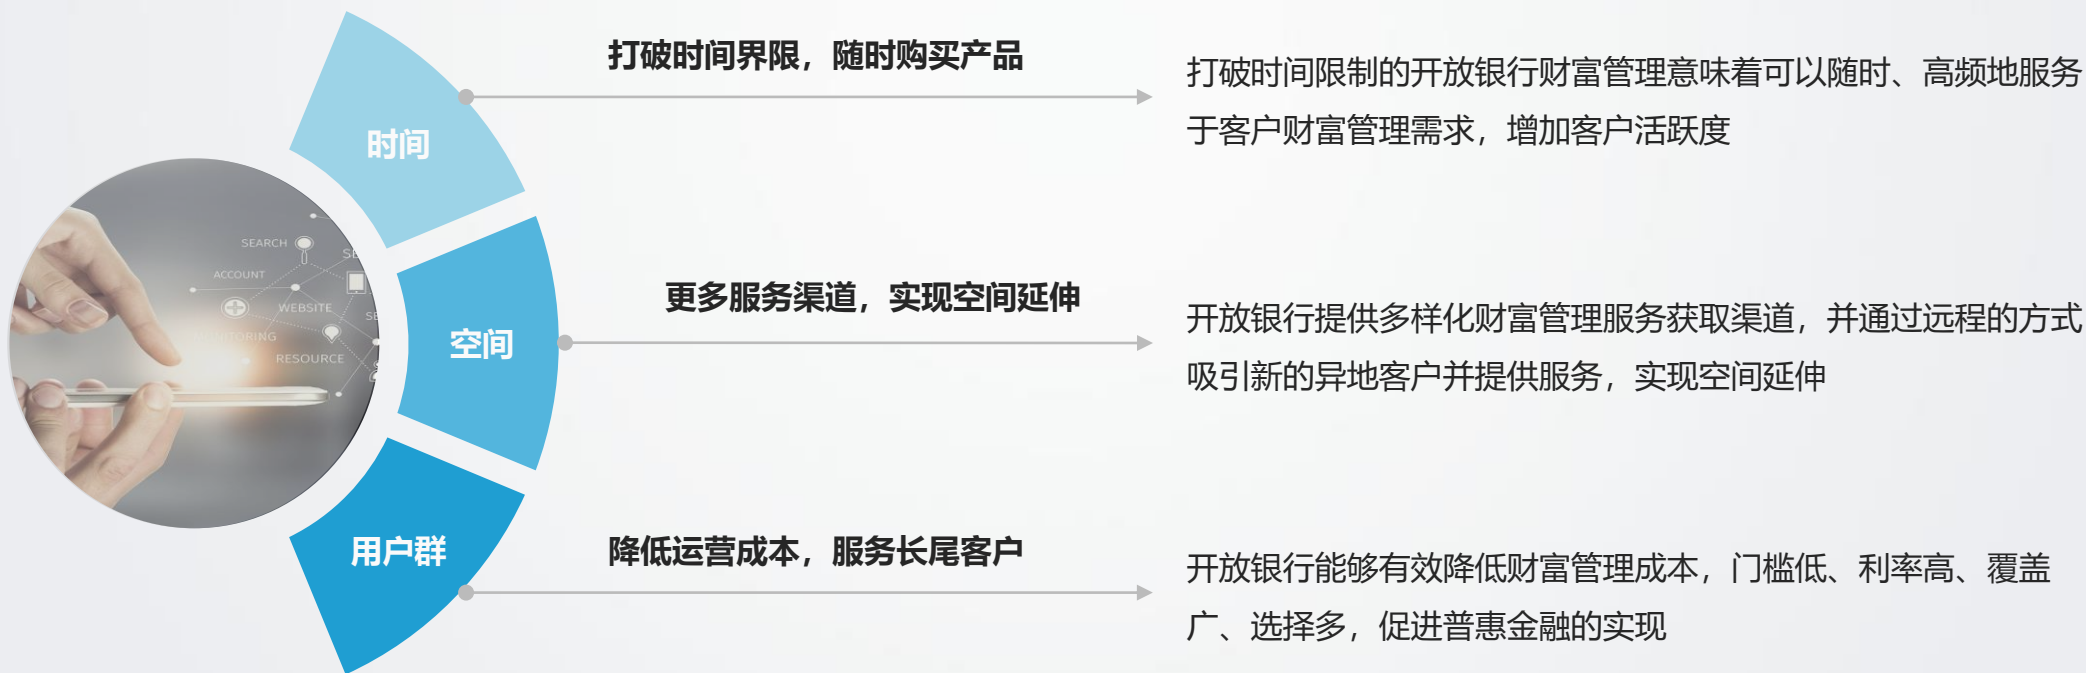 时间
打破时间界限，随时购买产品
打破时间限制的开放银行财富管理意味着可以随时、高频地服务
于客户财富管理需求，增加客户活跃度
SEARCH
ACCOUNT
WEBSITE
RESOURCE
空间
更多服务渠道，实现空间延伸
开放银行提供多样化财富管理服务获取渠道，并通过远程的方式
吸引新的异地客户并提供服务，实现空间延伸
用户群
降低运营成本，服务长尾客户
开放银行能够有效降低财富管理成本，门槛低、利率高、覆盖
广、选择多，促进普惠金融的实现